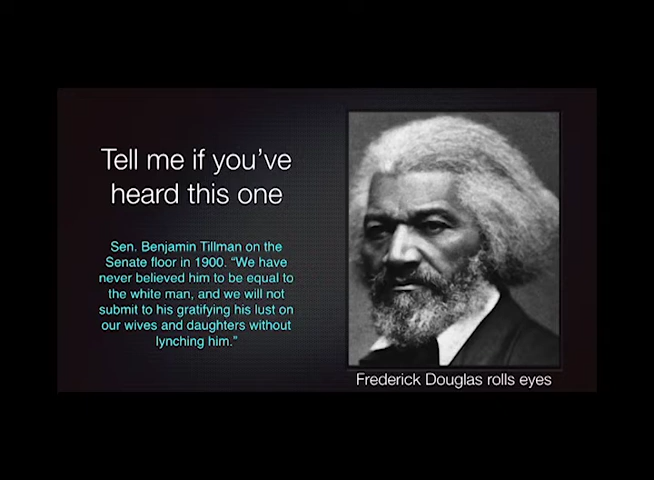 Tell me if you've
heard this one
Sen. Benjamin Tillman on the
Senate floor in 1900. “We have
never believed him to be equal to
the white man, and we will not
submit to his gratifying his lust on
our wives and daughters without
lynching him.”
Frederick Douglas rolls eyes